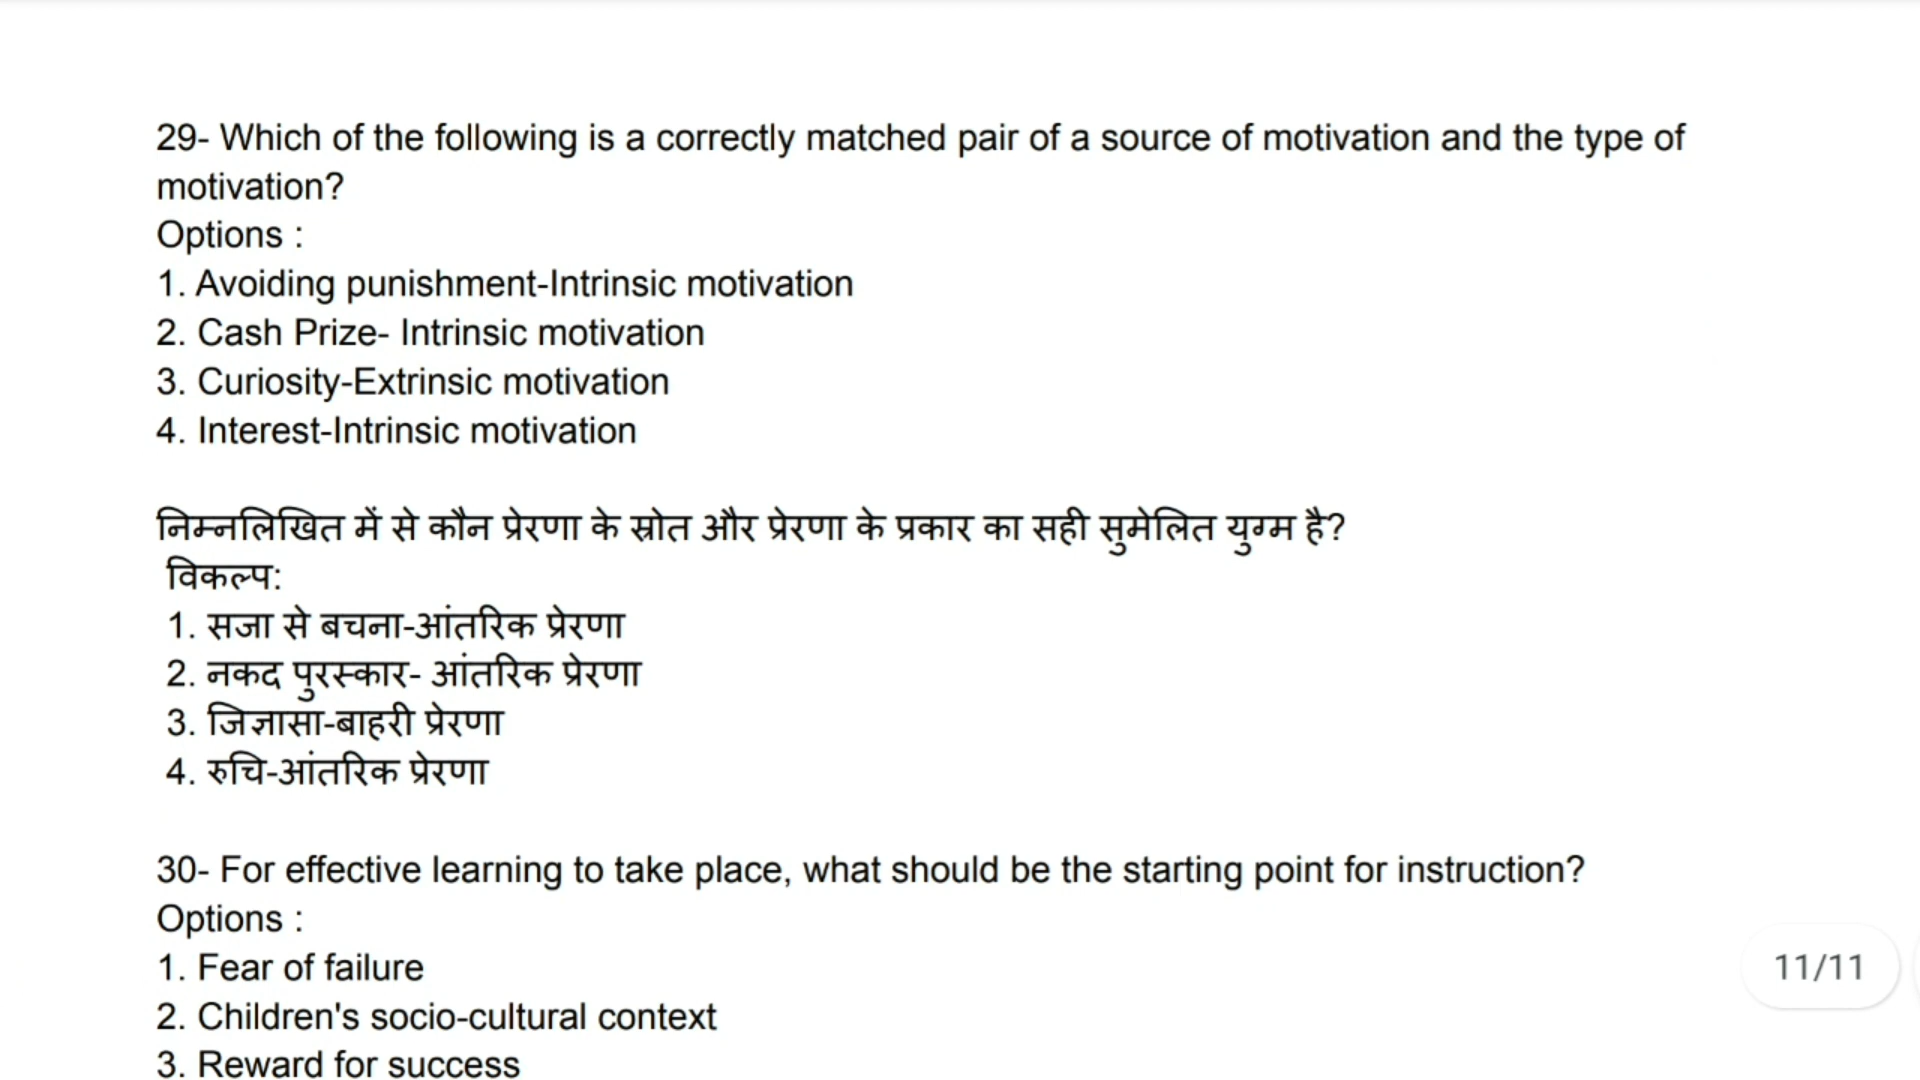 29- Which of the following is a correctly matched pair of a source of motivation and the type of
motivation?
Options :
1. Avoiding punishment-Intrinsic motivation
2. Cash Prize- Intrinsic motivation
3. Curiosity-Extrinsic motivation
4. Interest-Intrinsic motivation
निम्नलिखित में से कौन प्रेरणा के स्रोत और प्रेरणा के प्रकार का सही सुमेलित युग्म है?
विकल्प:
1. सजा से बचना-आंतरिक प्रेरणा
2. नकद पुरस्कार- आंतरिक प्रेरणा
3. जिज्ञासा-बाहरी प्रेरणा
4. रुचि-आंतरिक प्रेरणा
30- For effective learning to take place, what should be the starting point for instruction?
Options :
1. Fear of failure
2. Children's socio-cultural context
3. Reward for success
11/11